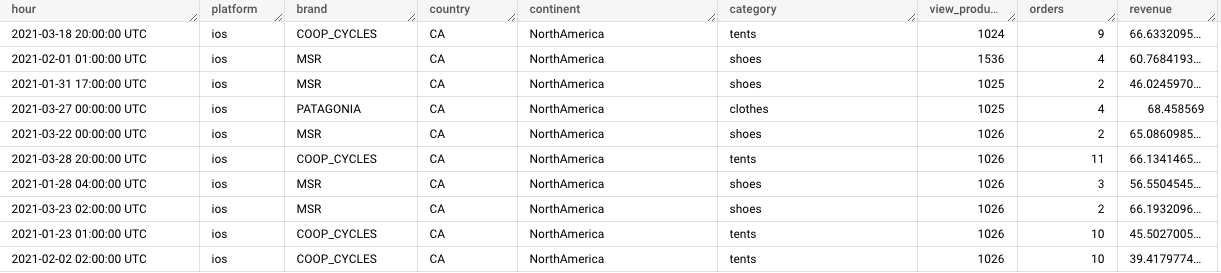 hour platform brand country continent category view_produ… orders revenue
2021-03-18 20:00:00 UTC ios COOP_CYCLES CA NorthAmerica tents 1024 9 66.6332095…
2021-02-01 01:00:00 UTC ios MSR CA NorthAmerica shoes 1536 4 60.7684193…
2021-01-31 17:00:00 UTC ios MSR CA NorthAmerica shoes 1025 2 46.0245970…
2021-03-27 00:00:00 UTC ios PATAGONIA CA NorthAmerica clothes 1025 4 68.458569
2021-03-22 00:00:00 UTC ios MSR CA NorthAmerica shoes 1026 2 65.0860985…
2021-03-28 20:00:00 UTC ios COOP_CYCLES CA NorthAmerica tents 1026 11 66.1341465…
2021-01-28 04:00:00 UTC ios MSR CA NorthAmerica shoes 1026 3 56.5504545…
2021-03-23 02:00:00 UTC ios MSR CA NorthAmerica shoes 1026 2 66.1932096…
2021-01-23 01:00:00 UTC ios COOP_CYCLES CA NorthAmerica tents 1026 10 45.5027005…
2021-02-02 02:00:00 UTC ios COOP_CYCLES CA NorthAmerica tents 1026 10 39.4179774…